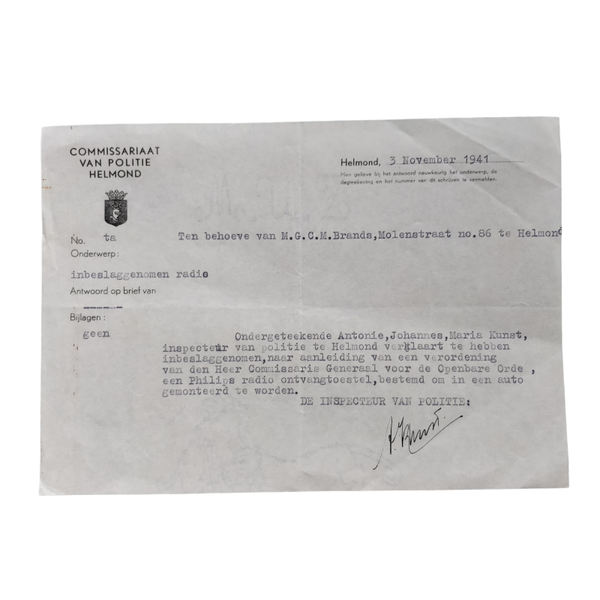 COMMISSARIAAT
VAN POLITIE
HELMOND
Helmond, 3 November 1941
Men gelieve bij het antwoord nauwkeurig het onderwerp, de
dagteekening en het nummer van dit schrijven te vermelden.
No. ta
Ten behoeve van M.G.C.M.Brands,Molenstraat no.86 te Helmond
Onderwerp:
inbeslaggenomen radio
Antwoord op brief van
Bijlagen:
geen
Ondergeteekende Antonie,Johannes,Maria Kunst,
inspecteur van politie te Helmond verklaart te hebben
inbeslaggenomen,naar aanleiding van een verordening
van den Heer Commissaris Generaal voor de Openbare Orde ,
een Philips radio ontvangtoestel,bestemd om in een auto
gemonteerd te worden.
DE INSPECTEUR VAN POLITIE:
A. Kunst.